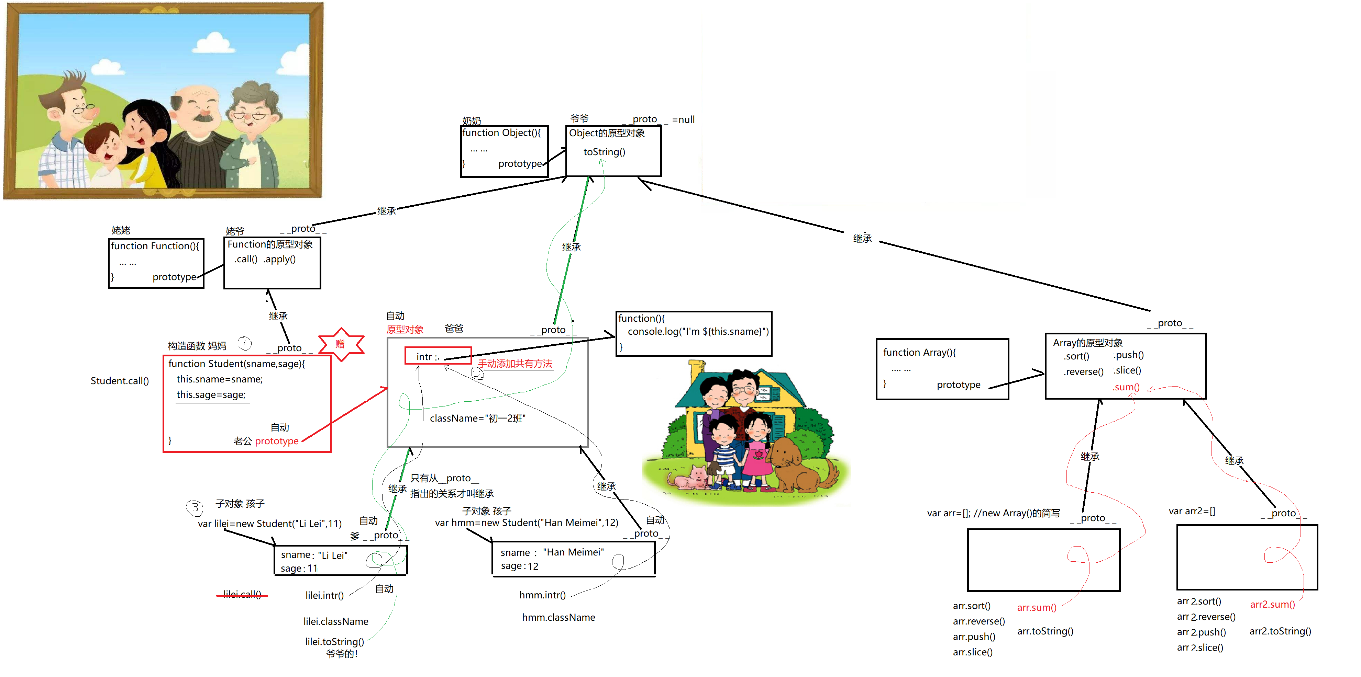 奶奶
爷爷
__proto__ =null
function Object(){
... ...
} prototype
Object的原型对象
toString()
继承
继承
继承
姥姥
function Function(){
... ...
} prototype
姥爷
__proto__
Function的原型对象
.call() .apply()
继承
构造函数 妈妈 ①
__proto__
赠
Student.call()
function Student(sname,sage){
this.sname=sname;
this.sage=sage;
自动
} 老公 prototype
自动
原型对象 爸爸
__proto__
intr :
手动添加共有方法
②
className="初一2班"
function(){
console.log("I'm ${this.sname}")
}
继承
只有从__proto__
指出的关系才叫继承
继承
③ 子对象 孩子
var lilei=new Student("Li Lei",11)
自动
爹 __proto__
sname: "Li Lei"
sage:11
lilei.call()
lilei.intr()
自动
lilei.className
lilei.toString()
爷爷的!
子对象 孩子
var hmm=new Student("Han Meimei",12)
自动
__proto__
sname : "Han Meimei"
sage:12
hmm.intr()
hmm.className
function Array(){
.... ...
} prototype
__proto__
Array的原型对象
.sort() .push()
.reverse() .slice()
.sum()
继承
继承
var arr=[]; //new Array()的简写
__proto__
arr.sort()
arr.reverse()
arr.push()
arr.slice()
arr.sum()
arr.toString()
var arr2=[]
__proto__
arr2.sort()
arr2.reverse()
arr2.push()
arr2.slice()
arr2.sum()
arr2.toString()